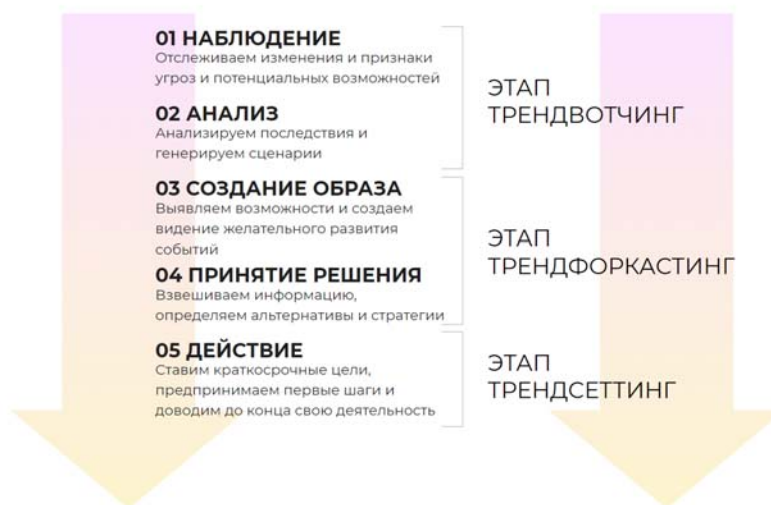 01 НАБЛЮДЕНИЕ
Отслеживаем изменения и признаки
угроз и потенциальных возможностей
02 АНАЛИЗ
Анализируем последствия и
генерируем сценарии
ЭТАП
ТРЕНДВОТЧИНГ
03 СОЗДАНИЕ ОБРАЗА
Выявляем возможности и создаем
видение желательного развития
событий
04 ПРИНЯТИЕ РЕШЕНИЯ
Взвешиваем информацию,
определяем альтернативы и стратегии
ЭТАП
ТРЕНДФОРКАСТИНГ
05 ДЕЙСТВИЕ
Ставим краткосрочные цели,
предпринимаем первые шаги и
доводим до конца свою деятельность
ЭТАП
ТРЕНДСЕТТИНГ